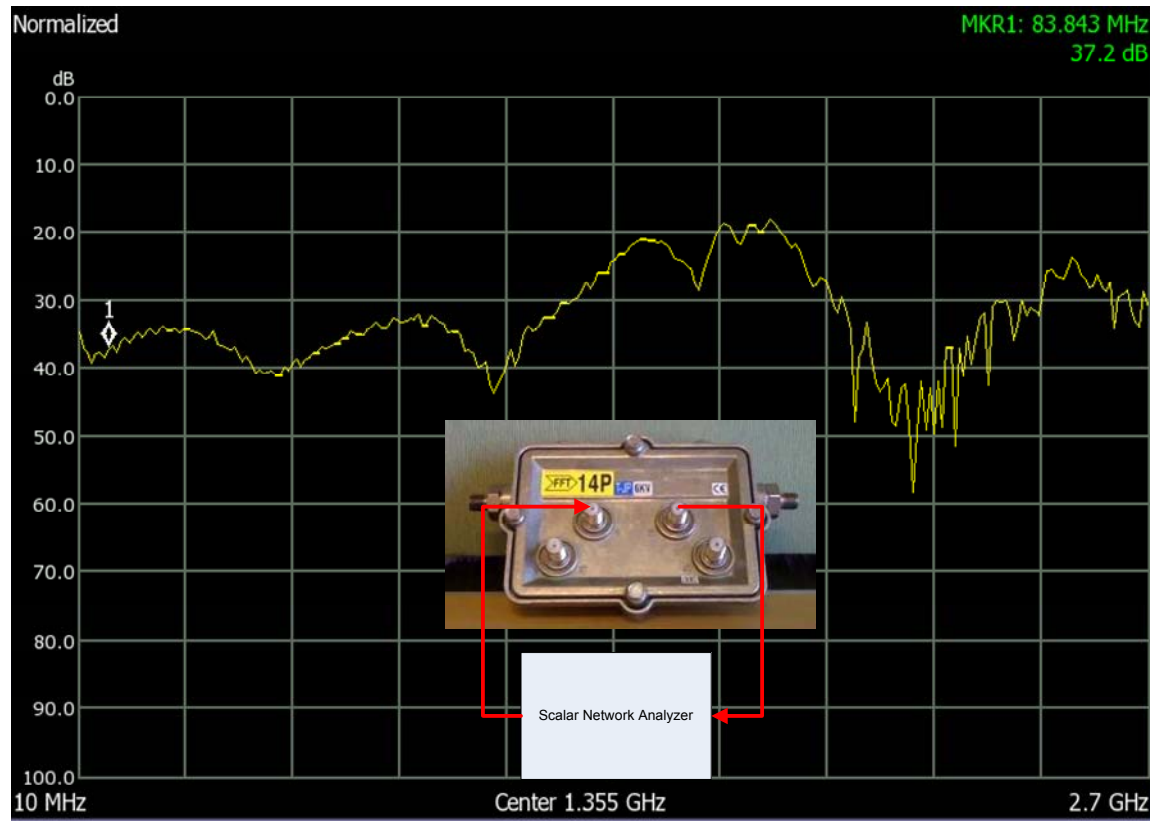 Normalized
MKR1: 83.843 MHz
37.2 dB
dB
0.0
10.0
20.0
30.0
40.0
50.0
60.0
70.0
80.0
90.0
100.0
1
FFT 14P 6KV CE
Scalar Network Analyzer
10 MHz Center 1.355 GHz 2.7 GHz